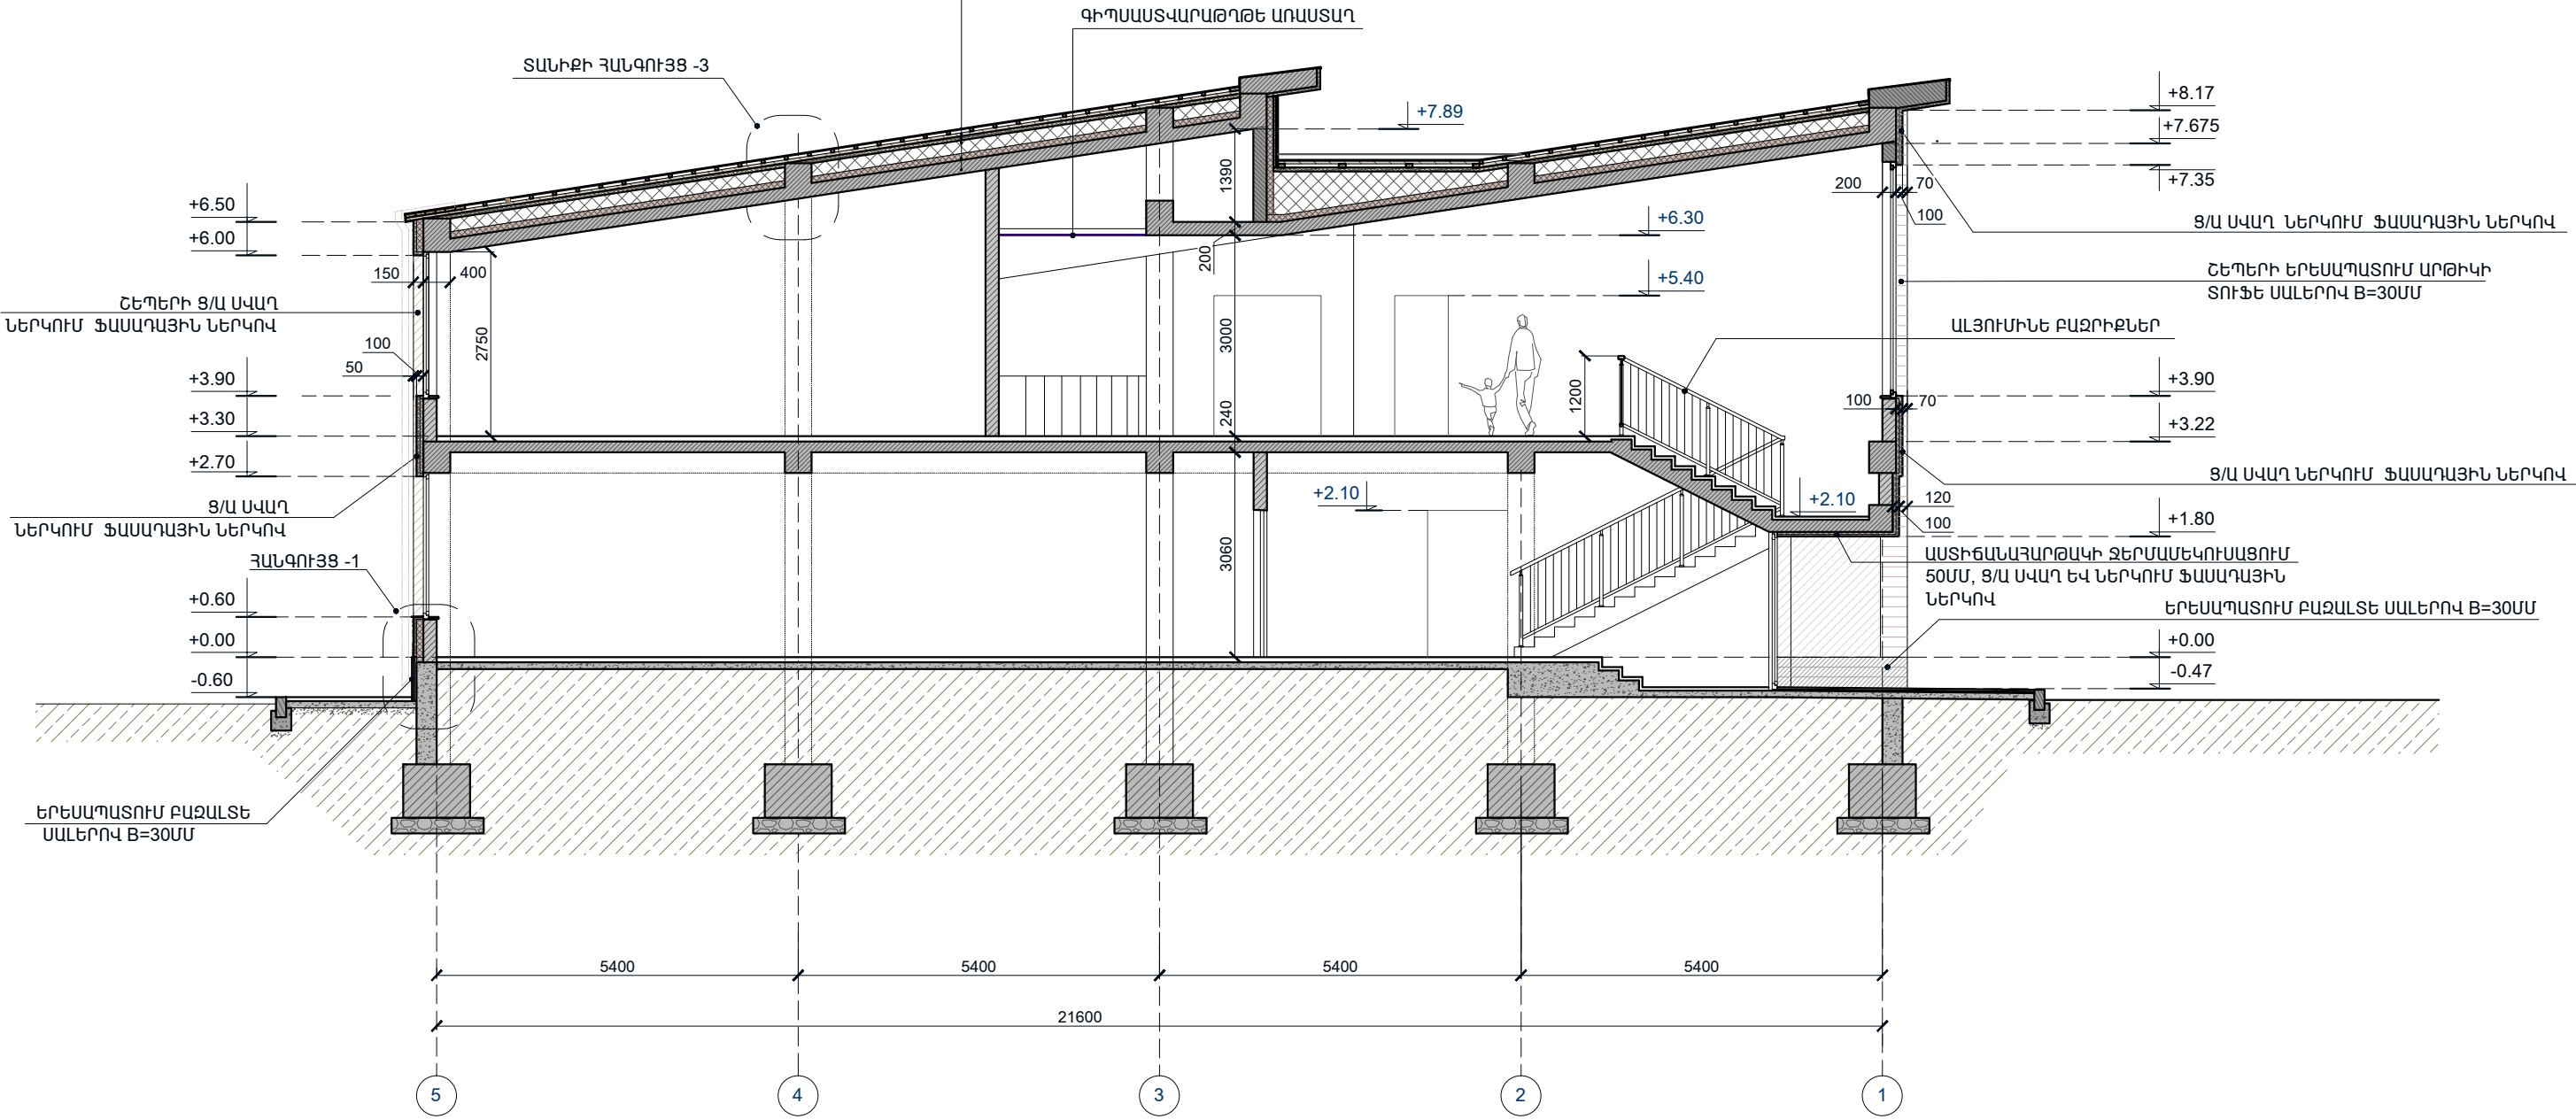 ԳԻՊՍԱՍՏՎԱՐԱԹՂԹԵ ԱՌԱՍՏԱՂ
ՏԱՆԻՔԻ ՀԱՆԳՈՒՅՑ -3
+7.89
+8.17
+7.675
+7.35
1390
200
70
100
+6.50
+6.00
+6.30
200
Ց/Ա ՍՎԱՂ ՆԵՐԿՈՒՄ ՖԱՍԱԴԱՅԻՆ ՆԵՐԿՈՎ
150
400
+5.40
ՇԵՊԵՐԻ ԵՐԵՍԱՊԱՏՈՒՄ ԱՐԹԻԿԻ
ՏՈՒՖԵ ՍԱԼԵՐՈՎ B=30ՄՄ
ՇԵՊԵՐԻ Ց/Ա ՍՎԱՂ
ՆԵՐԿՈՒՄ ՖԱՍԱԴԱՅԻՆ ՆԵՐԿՈՎ
ԱԼՅՈՒՄԻՆԵ ԲԱԶՐԻՔՆԵՐ
2750
3000
100
50
+3.90
+3.30
+2.70
1200
240
+3.90
100
70
+3.22
Ց/Ա ՍՎԱՂ
ՆԵՐԿՈՒՄ ՖԱՍԱԴԱՅԻՆ ՆԵՐԿՈՎ
Ց/Ա ՍՎԱՂ ՆԵՐԿՈՒՄ ՖԱՍԱԴԱՅԻՆ ՆԵՐԿՈՎ
+2.10
+2.10
120
100
+1.80
3060
ՀԱՆԳՈՒՅՑ -1
ԱՍՏԻՃԱՆԱՀԱՐԹԱԿԻ ՋԵՐՄԱՄԵԿՈՒՍԱՑՈՒՄ
50ՄՄ, Ց/Ա ՍՎԱՂ ԵՎ ՆԵՐԿՈՒՄ ՖԱՍԱԴԱՅԻՆ
ՆԵՐԿՈՎ
ԵՐԵՍԱՊԱՏՈՒՄ ԲԱԶԱԼՏԵ ՍԱԼԵՐՈՎ B=30ՄՄ
+0.60
+0.00
-0.60
+0.00
-0.47
ԵՐԵՍԱՊԱՏՈՒՄ ԲԱԶԱԼՏԵ
ՍԱԼԵՐՈՎ B=30ՄՄ
5400
5400
5400
5400
21600
5
4
3
2
1